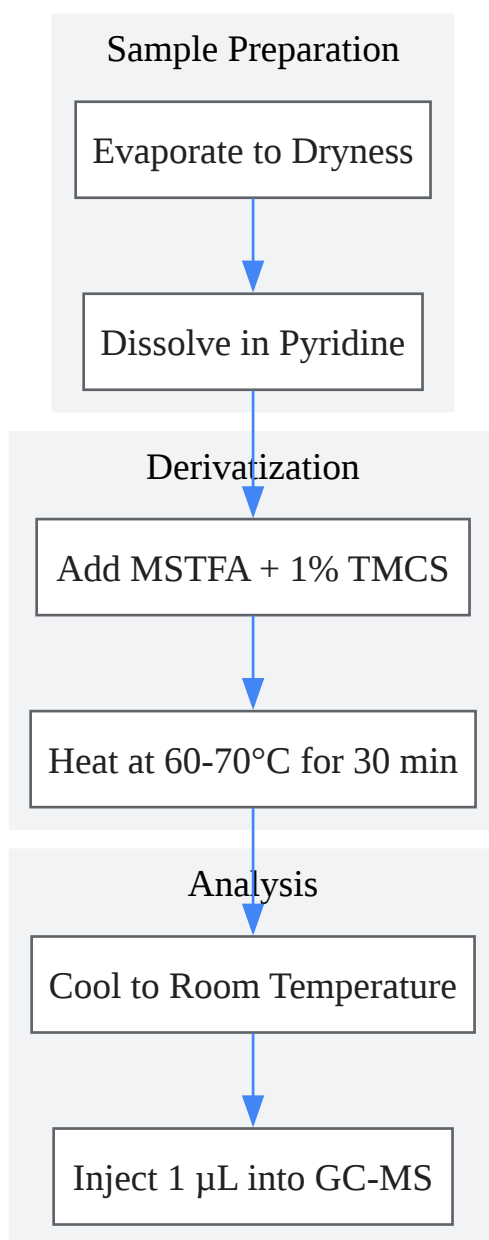 Sample Preparation
Evaporate to Dryness
Dissolve in Pyridine
Derivatization
Add MSTFA + 1% TMCS
Heat at 60-70°C for 30 min
Analysis
Cool to Room Temperature
Inject 1 µL into GC-MS